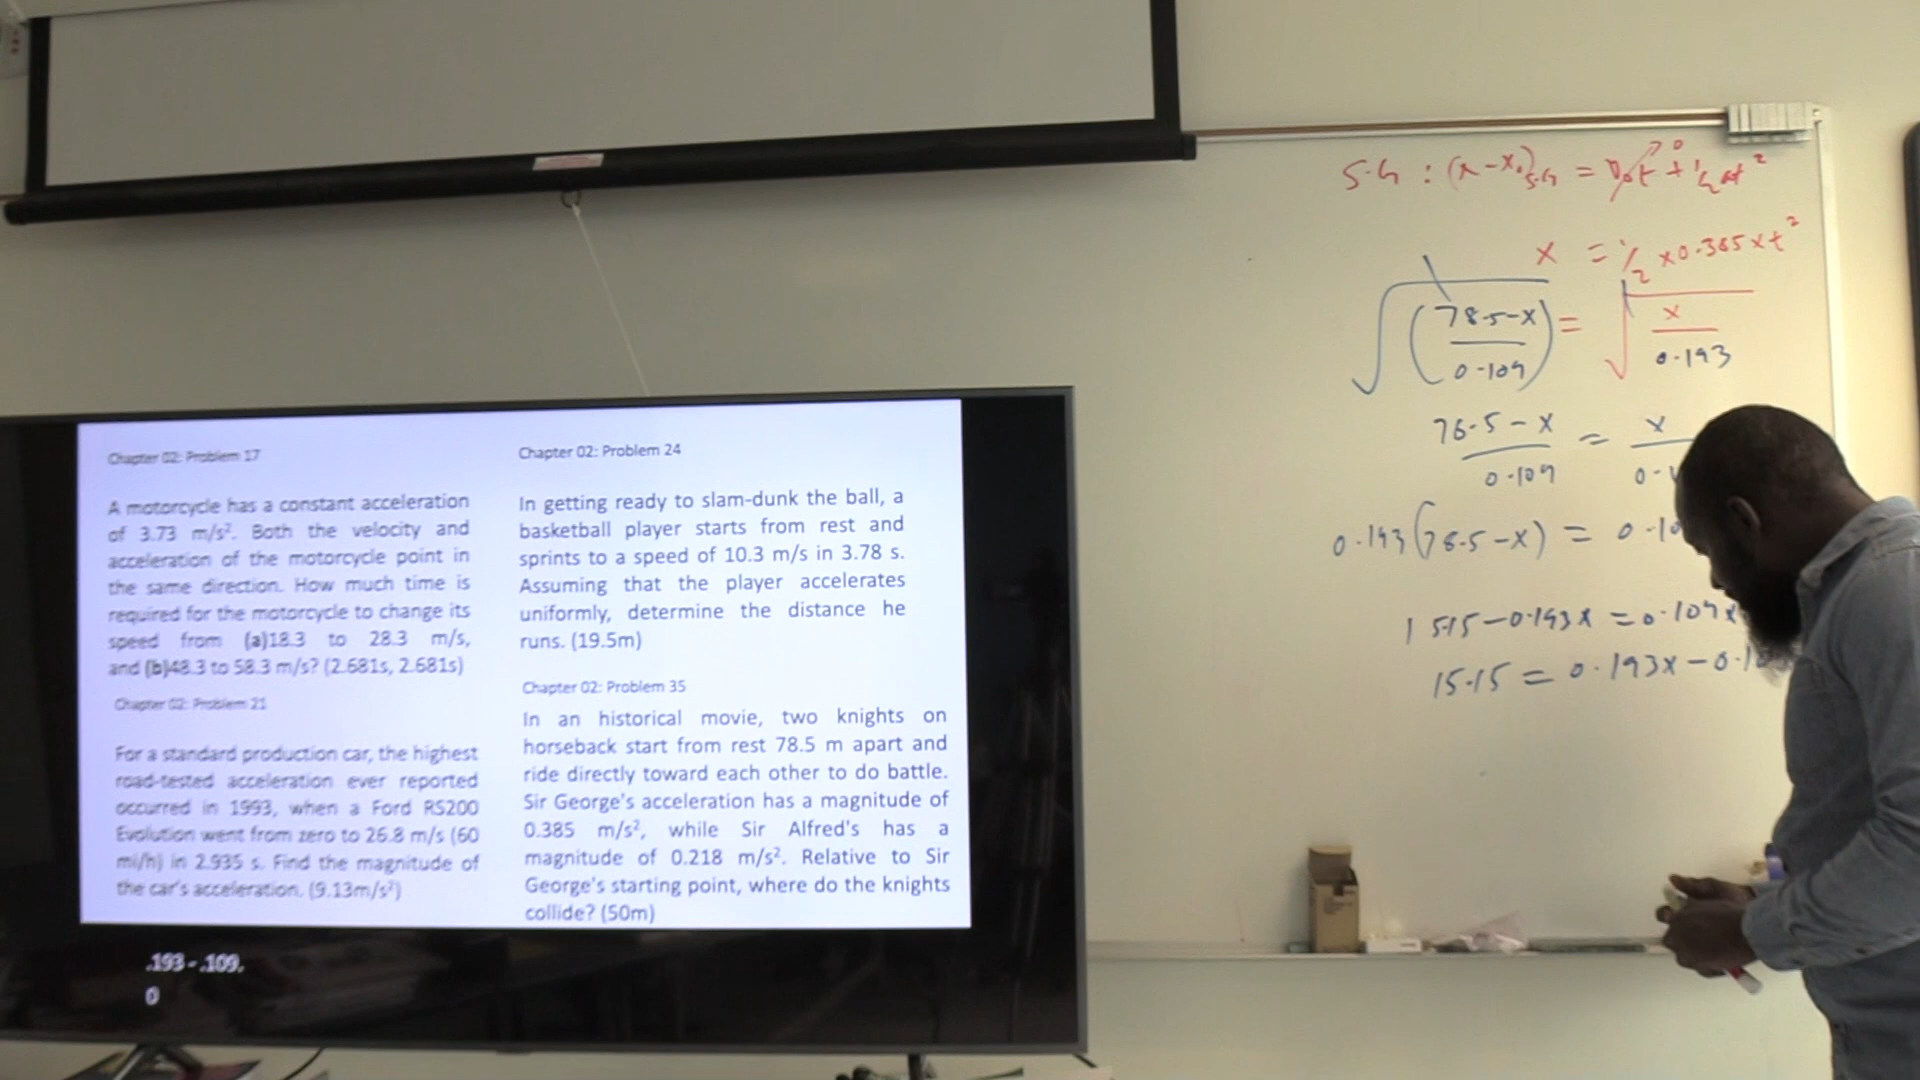 Chapter 02: Problem 17
A motorcycle has a constant acceleration
of 3.73 m/s². Both the velocity and
acceleration of the motorcycle point in
the same direction. How much time is
required for the motorcycle to change its
speed from (a)18.3 to 28.3 m/s,
and (b)48.3 to 58.3 m/s? (2.681s, 2.681s)
Chapter 02: Problem 21
For a standard production car, the highest
road-tested acceleration ever reported
occurred in 1993, when a Ford RS200
Evolution went from zero to 26.8 m/s (60
mi/h) in 2.935 s. Find the magnitude of
the car's acceleration. (9.13m/s²)
Chapter 02: Problem 24
In getting ready to slam-dunk the ball, a
basketball player starts from rest and
sprints to a speed of 10.3 m/s in 3.78 s.
Assuming that the player accelerates
uniformly, determine the distance he
runs. (19.5m)
Chapter 02: Problem 35
In an historical movie, two knights on
horseback start from rest 78.5 m apart and
ride directly toward each other to do battle.
Sir George's acceleration has a magnitude of
0.385 m/s², while Sir Alfred's has a
magnitude of 0.218 m/s². Relative to Sir
George's starting point, where do the knights
collide? (50m)
.193 - .109.
0
S.G : (x-x₀)S.G = V₀t →0 + 1/2 at²
x = 1/2 x 0.385 x t²
√((78.5-x)/0.109) = √(x/0.193)
(78.5-x)/0.109 = x/0.1
0.193(78.5-x) = 0.10
15.15-0.193x = 0.109x
15.15 = 0.193x - 0.10